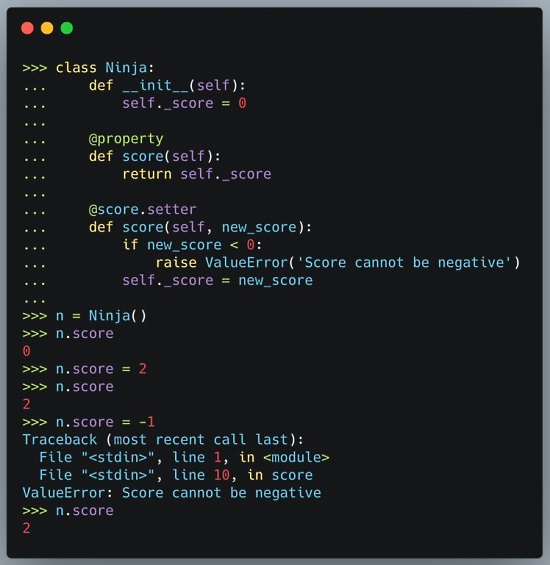 >>> class Ninja:
...     def __init__(self):
...         self._score = 0
...
...     @property
...     def score(self):
...         return self._score
...
...     @score.setter
...     def score(self, new_score):
...         if new_score < 0:
...             raise ValueError('Score cannot be negative')
...         self._score = new_score
...
>>> n = Ninja()
>>> n.score
0
>>> n.score = 2
>>> n.score
2
>>> n.score = -1
Traceback (most recent call last):
  File "<stdin>", line 1, in <module>
  File "<stdin>", line 10, in score
ValueError: Score cannot be negative
>>> n.score
2